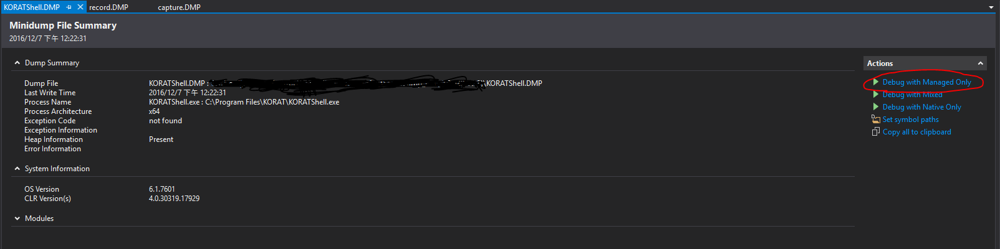 KORATShell.DMP record.DMP capture.DMP
Minidump File Summary
2016/12/7 下午 12:22:31
Dump Summary
Dump File KORATShell.DMP : \KORATShell.DMP
Last Write Time 2016/12/7 下午 12:22:31
Process Name KORATShell.exe : C:\Program Files\KORAT\KORATShell.exe
Process Architecture x64
Exception Code not found
Exception Information
Heap Information Present
Error Information
System Information
OS Version 6.1.7601
CLR Version(s) 4.0.30319.17929
Modules
Actions
Debug with Managed Only
Debug with Mixed
Debug with Native Only
Set symbol paths
Copy all to clipboard